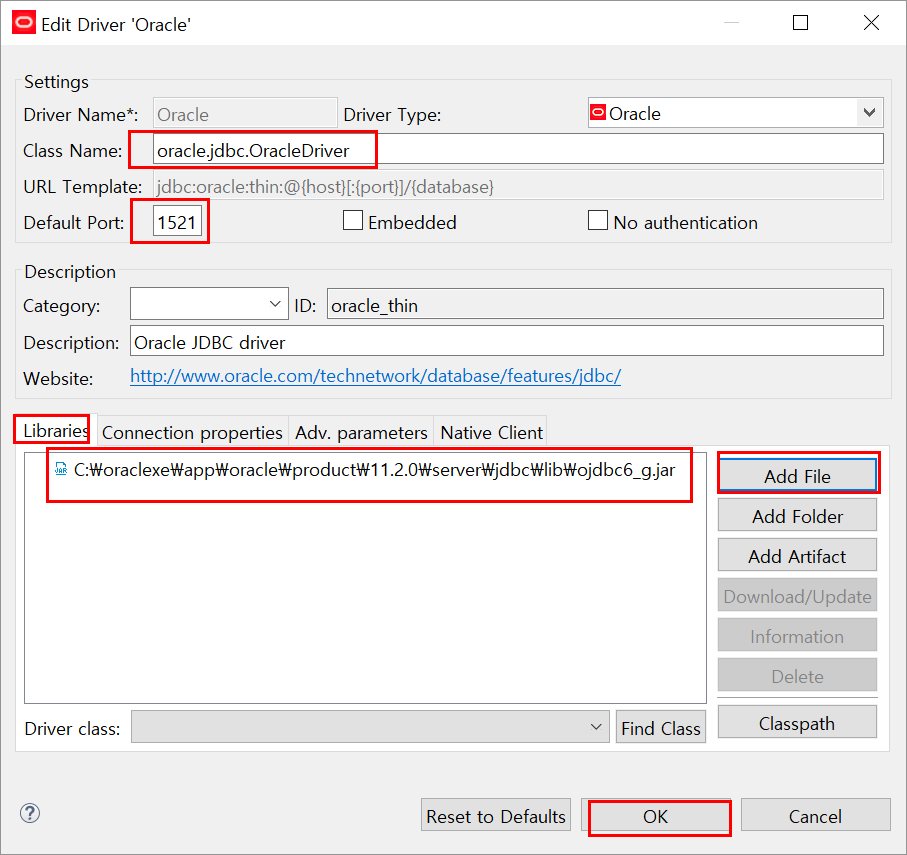 Edit Driver 'Oracle'
Settings
Driver Name*: Oracle Driver Type: Oracle
Class Name: oracle.jdbc.OracleDriver
URL Template: jdbc:oracle:thin:@{host}[:{port}]/{database}
Default Port: 1521 Embedded No authentication
Description
Category: ID: oracle_thin
Description: Oracle JDBC driver
Website: http://www.oracle.com/technetwork/database/features/jdbc/
Libraries Connection properties Adv. parameters Native Client
JAR C:₩oraclexe₩app₩oracle₩product₩11.2.0₩server₩jdbc₩lib₩ojdbc6_g.jar
Add File
Add Folder
Add Artifact
Download/Update
Information
Delete
Classpath
Driver class: Find Class
? Reset to Defaults OK Cancel